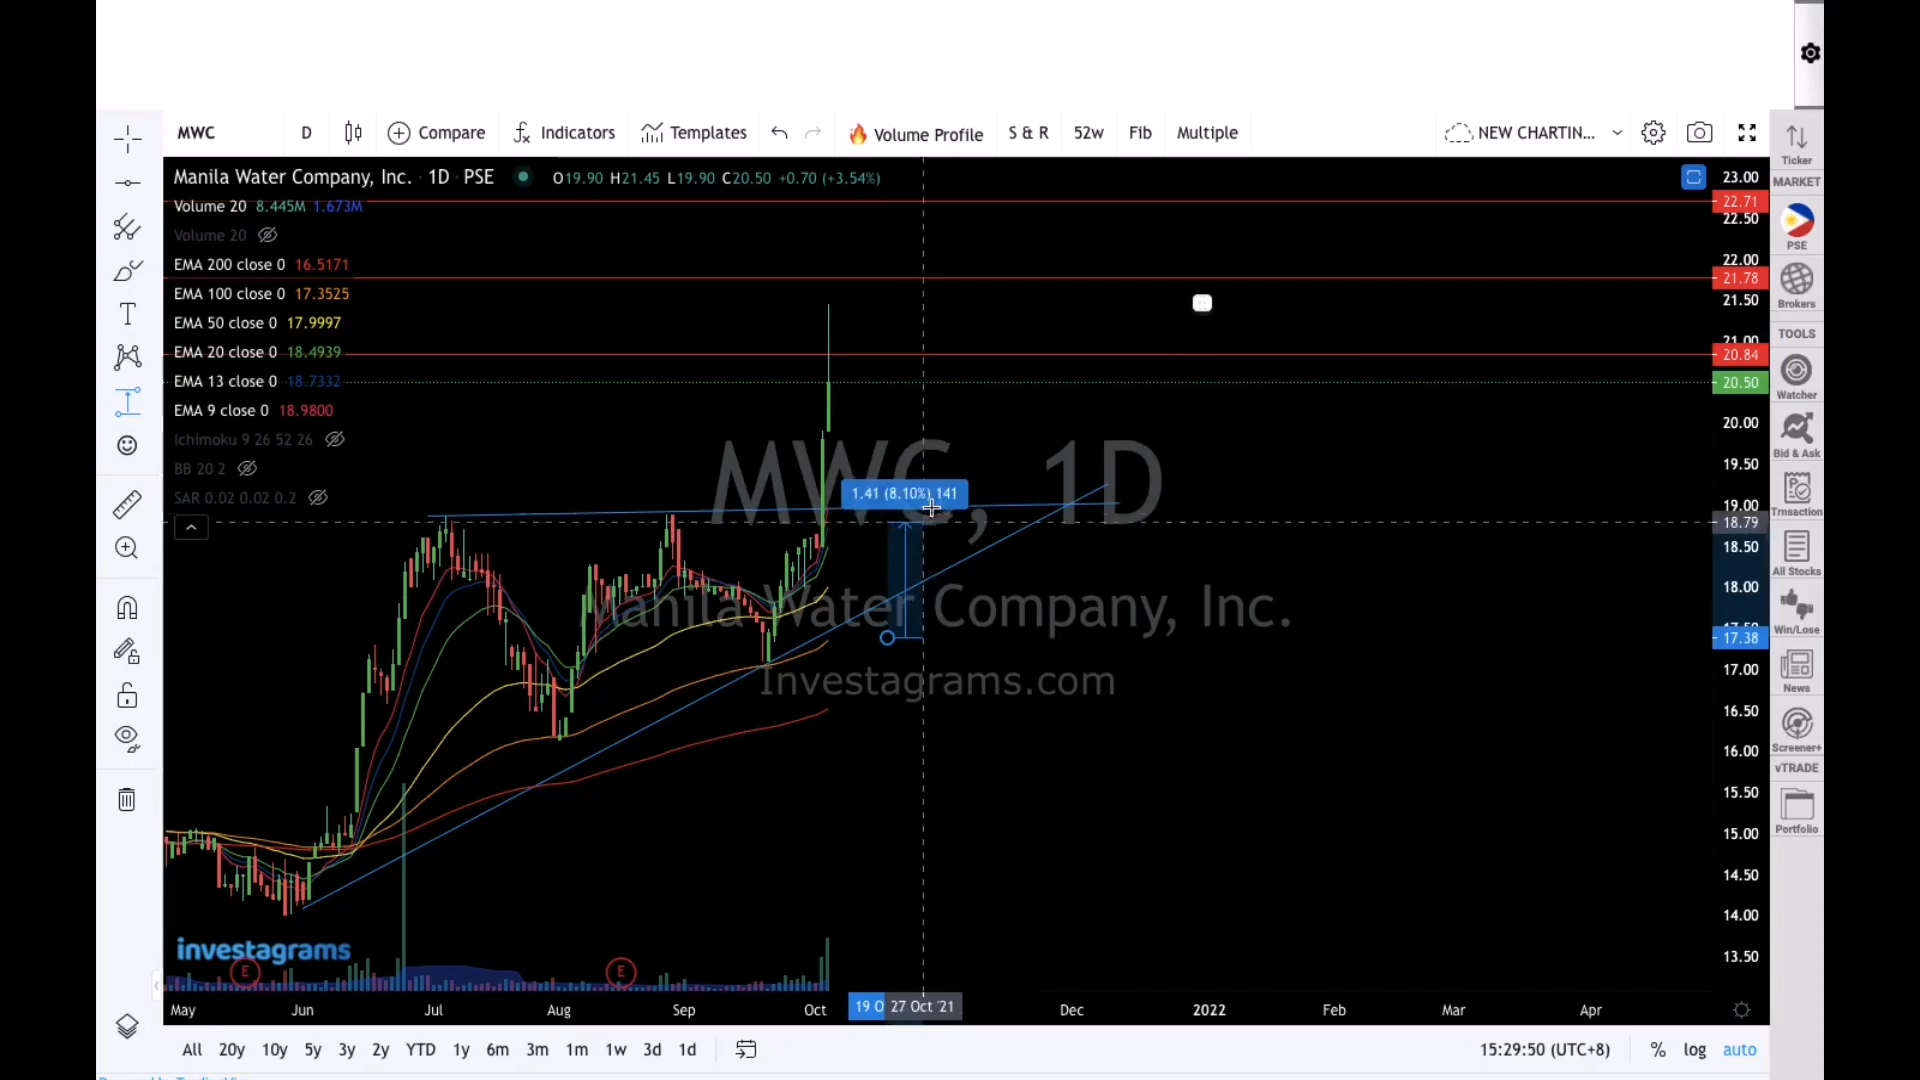 MWC D Compare Indicators Templates Volume Profile S & R 52w Fib Multiple NEW CHARTIN...
Manila Water Company, Inc. · 1D · PSE O19.90 H21.45 L19.90 C20.50 +0.70 (+3.54%)
Volume 20 8.445M 1.673M
Volume 20
EMA 200 close 0 16.5171
EMA 100 close 0 17.3525
EMA 50 close 0 17.9997
EMA 20 close 0 18.4939
EMA 13 close 0 18.7332
EMA 9 close 0 18.9800
Ichimoku 9 26 52 26
BB 20 2
SAR 0.02 0.02 0.2
MWC, 1D
Manila Water Company, Inc.
Investagrams.com
1.41 (8.10%) 141
investagrams
E
E
23.00
22.71
22.50
22.00
21.78
21.50
21.00
20.84
20.50
20.00
19.50
19.00
18.79
18.50
18.00
17.50
17.38
17.00
16.50
16.00
15.50
15.00
14.50
14.00
13.50
May Jun Jul Aug Sep Oct 19 O 27 Oct '21 Dec 2022 Feb Mar Apr
All 20y 10y 5y 3y 2y YTD 1y 6m 3m 1m 1w 3d 1d 15:29:50 (UTC+8) % log auto
Ticker
MARKET
PSE
Brokers
TOOLS
Watcher
Bid & Ask
Trnsaction
All Stocks
Win/Lose
News
Screener+
vTRADE
Portfolio